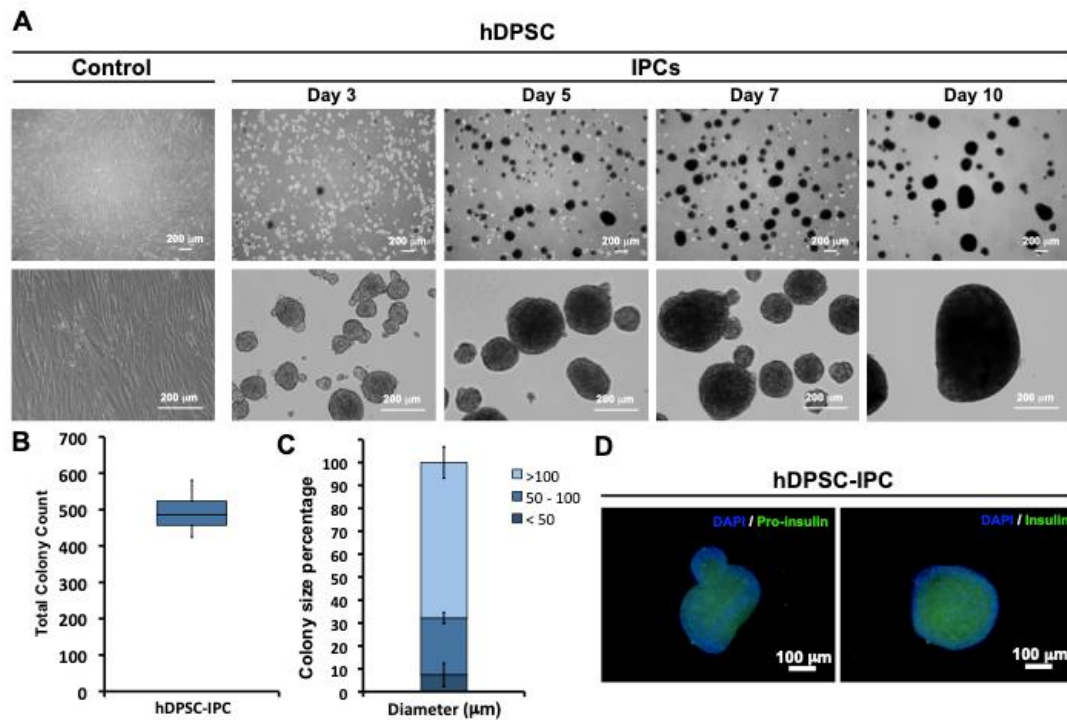 A
hDPSC
Control
IPCs
Day 3
Day 5
Day 7
Day 10
200 μm
200 μm
200 μm
200 μm
200 μm
200 μm
200 μm
200 μm
200 μm
200 μm
B
700
600
500
400
300
200
100
0
Total Colony Count
hDPSC-IPC
C
100
90
80
70
60
50
40
30
20
10
0
Colony size percentage
Diameter (μm)
>100
50 - 100
< 50
D
hDPSC-IPC
DAPI / Pro-insulin
DAPI / Insulin
100 μm
100 μm